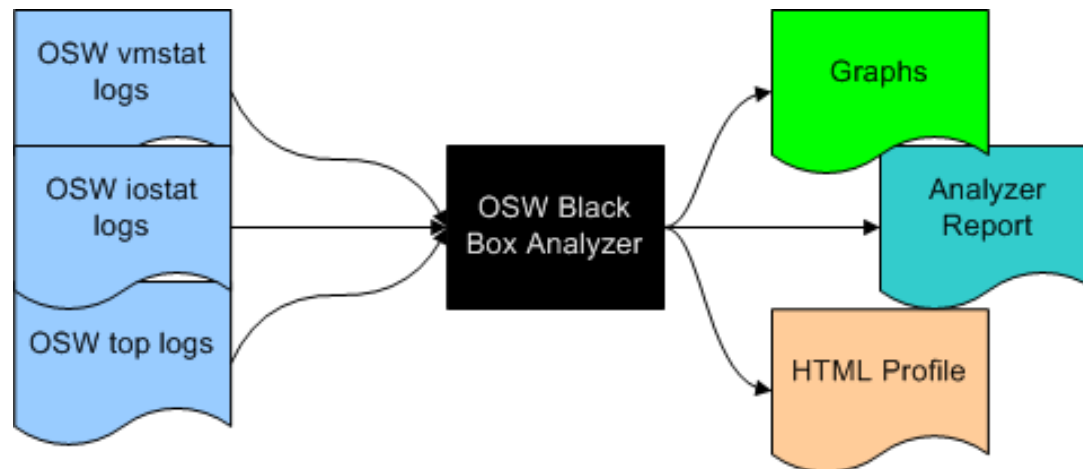 OSW vmstat
logs
OSW iostat
logs
OSW top logs
OSW Black
Box Analyzer
Graphs
Analyzer
Report
HTML Profile